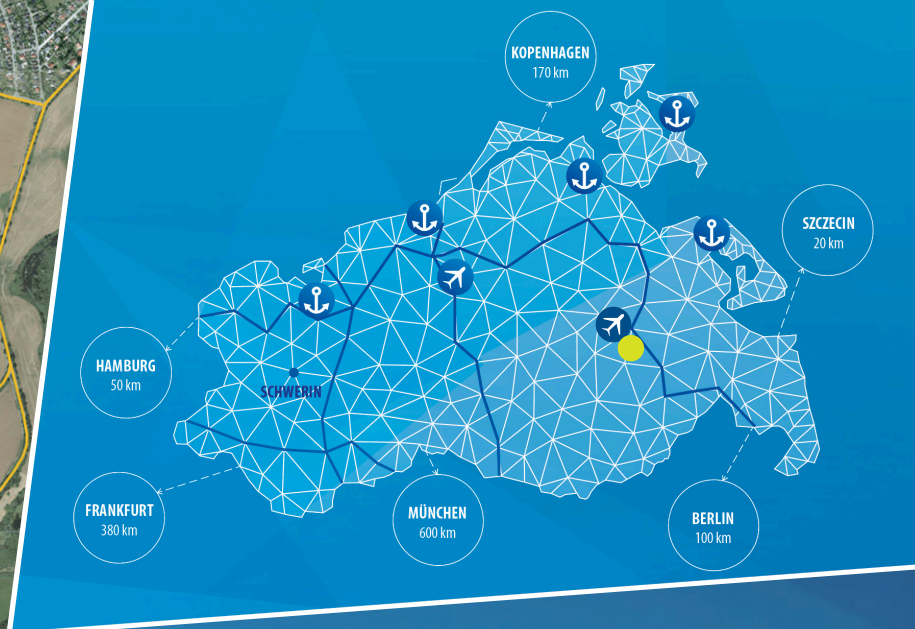 KOPENHAGEN
170 km
SZCZECIN
20 km
HAMBURG
50 km
SCHWERIN
FRANKFURT
380 km
MÜNCHEN
600 km
BERLIN
100 km